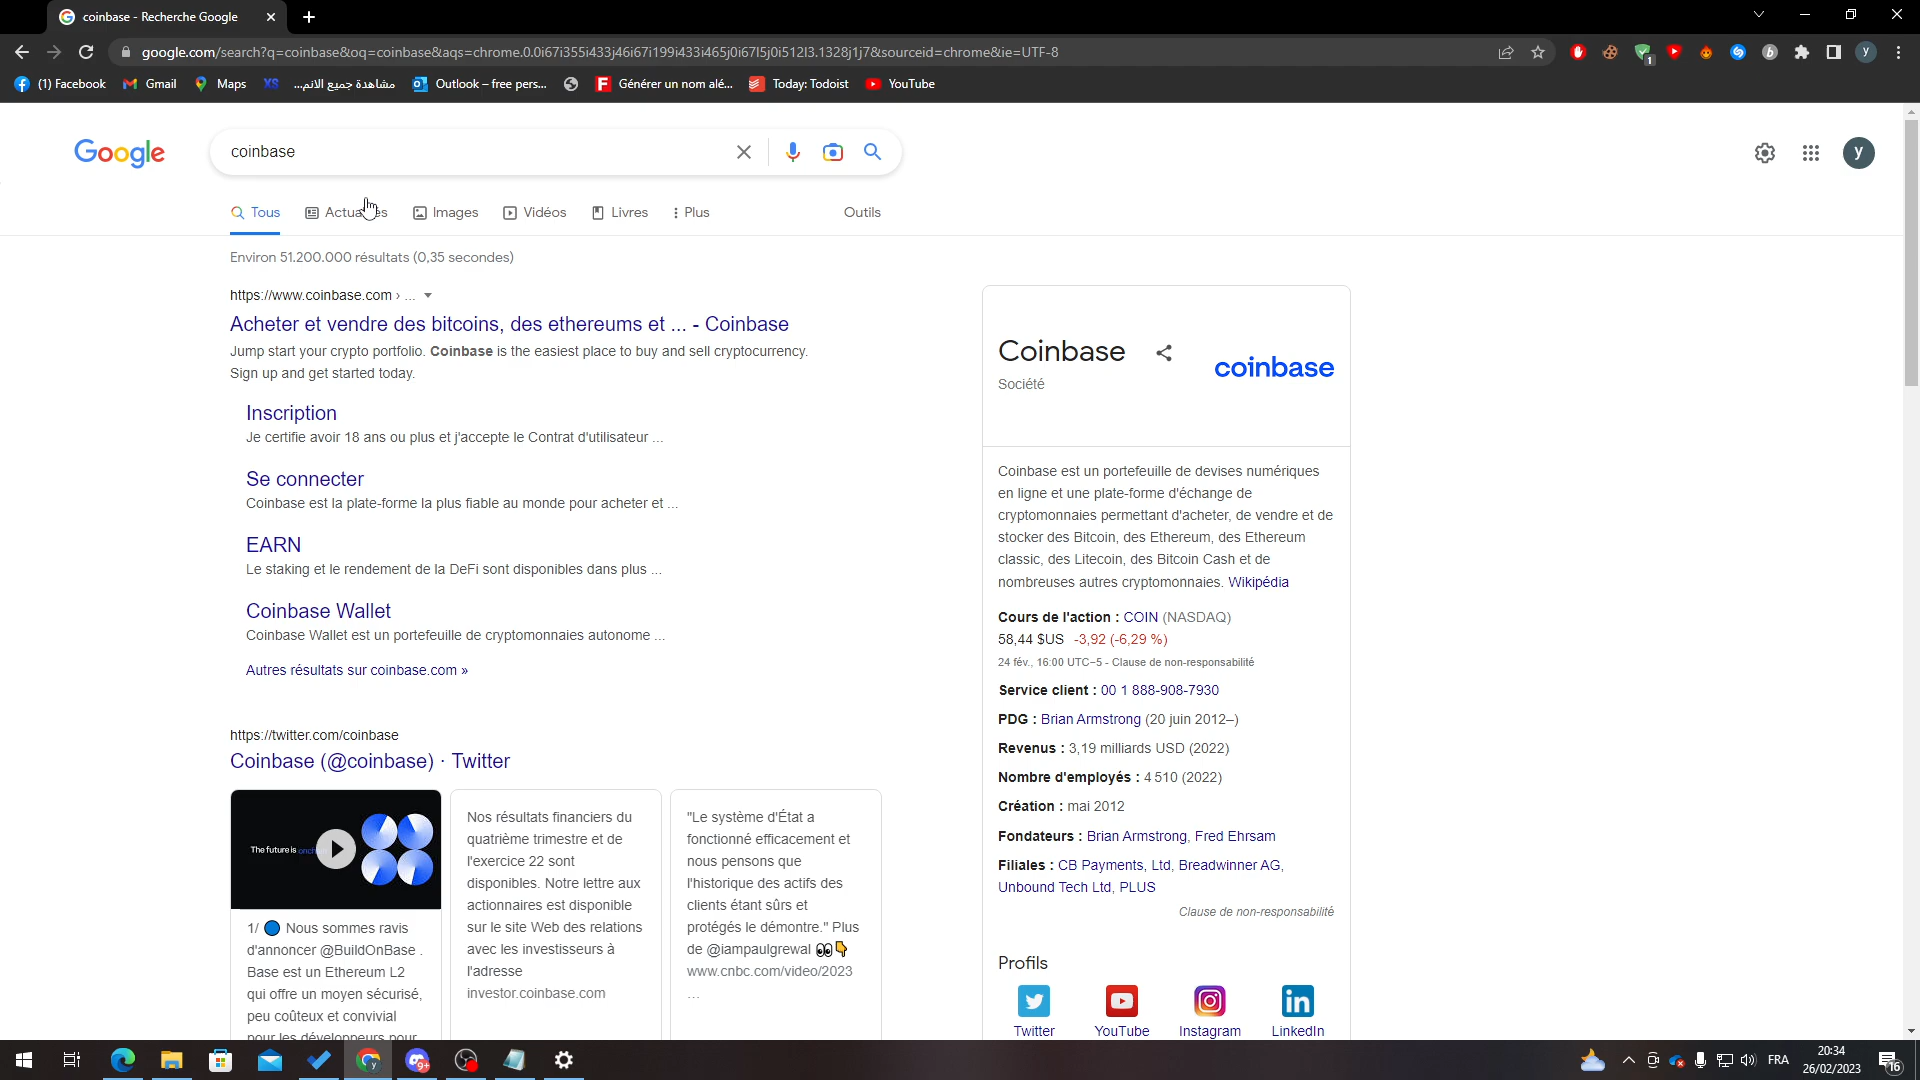 coinbase - Recherche Google
google.com/search?q=coinbase&oq=coinbase&aqs=chrome.0.0i67i355i433j46i67i199i433i465j0i67l5j0i512l3.1328j1j7&sourceid=chrome&ie=UTF-8
(1) Facebook
Gmail
Maps
XS
مشاهدة جميع الانم...
Outlook – free pers...
Générer un nom alé...
Today: Todoist
YouTube
Google
coinbase
y
Tous
Images
Vidéos
Livres
Plus
Outils
Environ 51.200.000 résultats (0,35 secondes)
https://www.coinbase.com › ...
Acheter et vendre des bitcoins, des ethereums et ... - Coinbase
Jump start your crypto portfolio. Coinbase is the easiest place to buy and sell cryptocurrency.
Sign up and get started today.
Inscription
Je certifie avoir 18 ans ou plus et j'accepte le Contrat d'utilisateur ...
Se connecter
Coinbase est la plate-forme la plus fiable au monde pour acheter et ...
EARN
Le staking et le rendement de la DeFi sont disponibles dans plus ...
Coinbase Wallet
Coinbase Wallet est un portefeuille de cryptomonnaies autonome ...
Autres résultats sur coinbase.com »
https://twitter.com/coinbase
Coinbase (@coinbase) · Twitter
The future is
1/ 🔵 Nous sommes ravis
d'annoncer @BuildOnBase .
Base est un Ethereum L2
qui offre un moyen sécurisé,
peu coûteux et convivial
pour les développeurs pour
Nos résultats financiers du
quatrième trimestre et de
l'exercice 22 sont
disponibles. Notre lettre aux
actionnaires est disponible
sur le site Web des relations
avec les investisseurs à
l'adresse
investor.coinbase.com
"Le système d'État a
fonctionné efficacement et
nous pensons que
l'historique des actifs des
clients étant sûrs et
protégés le démontre." Plus
de @iampaulgrewal 👀👇
www.cnbc.com/video/2023
...
Coinbase
Société
coinbase
Coinbase est un portefeuille de devises numériques
en ligne et une plate-forme d'échange de
cryptomonnaies permettant d'acheter, de vendre et de
stocker des Bitcoin, des Ethereum, des Ethereum
classic, des Litecoin, des Bitcoin Cash et de
nombreuses autres cryptomonnaies. Wikipédia
Cours de l'action : COIN (NASDAQ)
58,44 $US -3,92 (-6,29 %)
24 fév., 16:00 UTC−5 - Clause de non-responsabilité
Service client : 00 1 888-908-7930
PDG : Brian Armstrong (20 juin 2012–)
Revenus : 3,19 milliards USD (2022)
Nombre d'employés : 4 510 (2022)
Création : mai 2012
Fondateurs : Brian Armstrong, Fred Ehrsam
Filiales : CB Payments, Ltd, Breadwinner AG,
Unbound Tech Ltd, PLUS
Clause de non-responsabilité
Profils
Twitter
YouTube
Instagram
LinkedIn
9+
FRA
20:34
26/02/2023
16